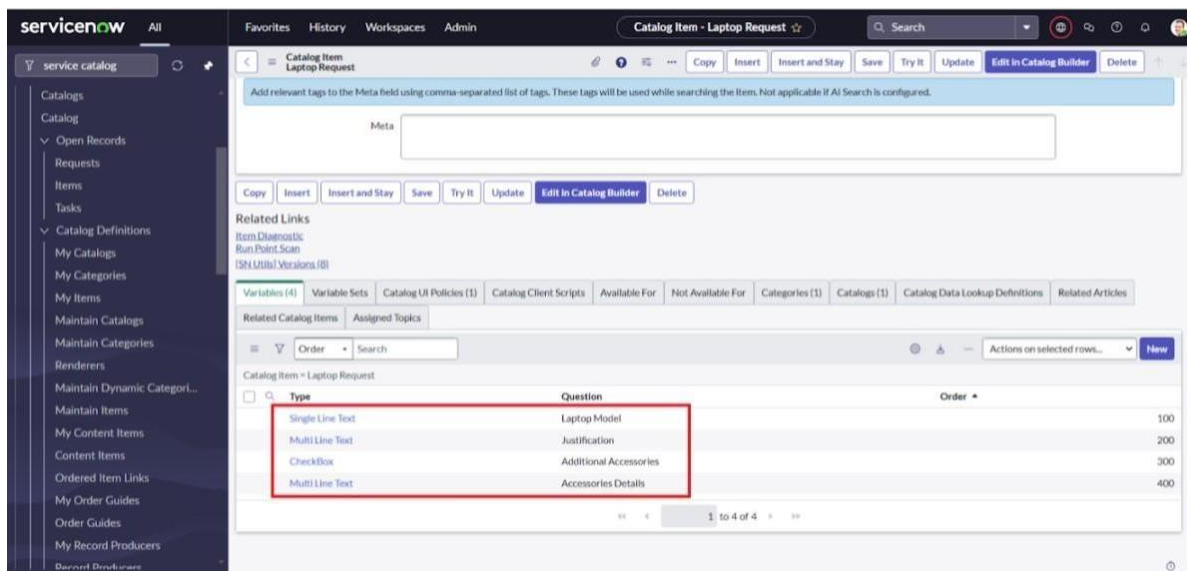 servicenow All Favorites History Workspaces Admin Catalog Item - Laptop Request ☆ Search
service catalog
Catalogs
Catalog
Open Records
Requests
Items
Tasks
Catalog Definitions
My Catalogs
My Categories
My Items
Maintain Catalogs
Maintain Categories
Renderers
Maintain Dynamic Categori...
Maintain Items
My Content Items
Content Items
Ordered Item Links
My Order Guides
Order Guides
My Record Producers
Record Producers
Catalog Item
Laptop Request
Copy Insert Insert and Stay Save Try It Update Edit in Catalog Builder Delete
Add relevant tags to the Meta field using comma-separated list of tags. These tags will be used while searching the Item. Not applicable if AI Search is configured.
Meta
Copy Insert Insert and Stay Save Try It Update Edit in Catalog Builder Delete
Related Links
Item Diagnostic
Run Point Scan
[SN Utils] Versions (8)
Variables (4) Variable Sets Catalog UI Policies (1) Catalog Client Scripts Available For Not Available For Categories (1) Catalogs (1) Catalog Data Lookup Definitions Related Articles
Related Catalog Items Assigned Topics
Order Search Actions on selected rows... New
Catalog Item = Laptop Request
Type Question Order
Single Line Text Laptop Model 100
Multi Line Text Justification 200
CheckBox Additional Accessories 300
Multi Line Text Accessories Details 400
1 to 4 of 4